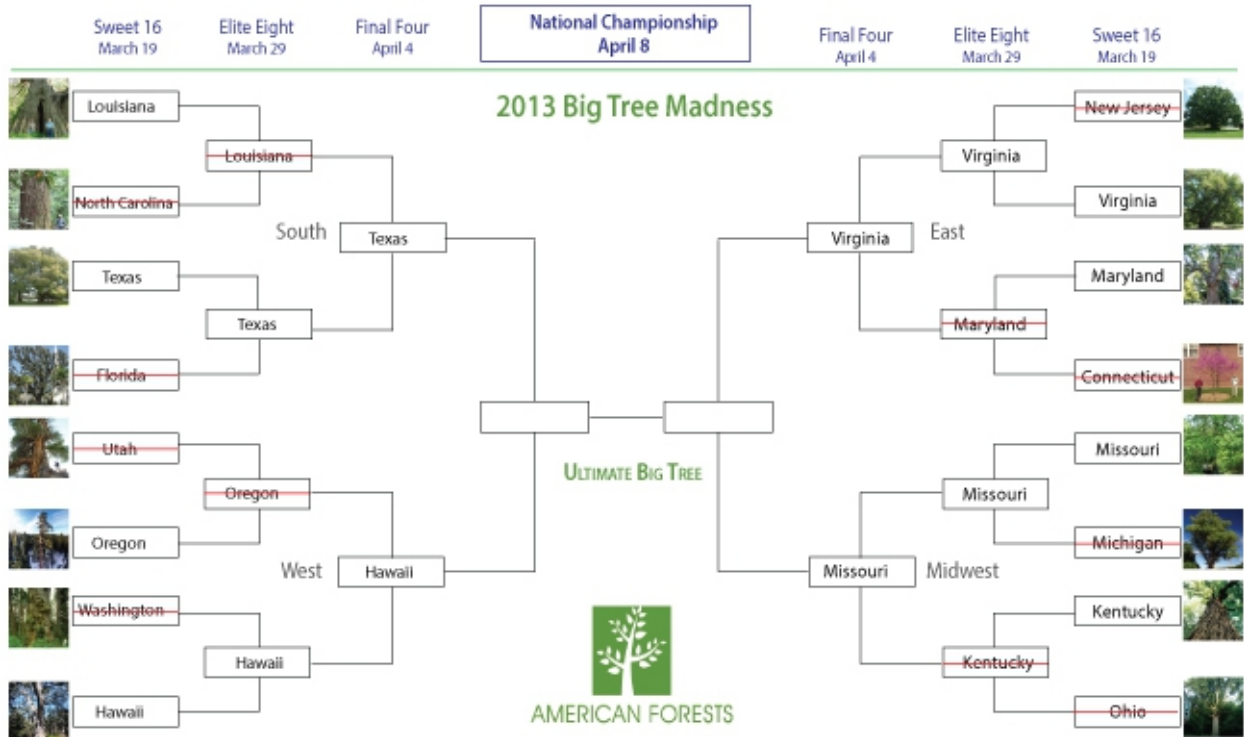 Sweet 16
March 19
Elite Eight
March 29
Final Four
April 4
National Championship
April 8
Final Four
April 4
Elite Eight
March 29
Sweet 16
March 19
2013 Big Tree Madness
Louisiana
North Carolina
Texas
Florida
Utah
Oregon
Washington
Hawaii
Louisiana
Texas
Oregon
Hawaii
South
Texas
West
Hawaii
ULTIMATE BIG TREE
AMERICAN FORESTS
Virginia
East
Missouri
Midwest
Virginia
Maryland
Missouri
Kentucky
New Jersey
Virginia
Maryland
Connecticut
Missouri
Michigan
Kentucky
Ohio